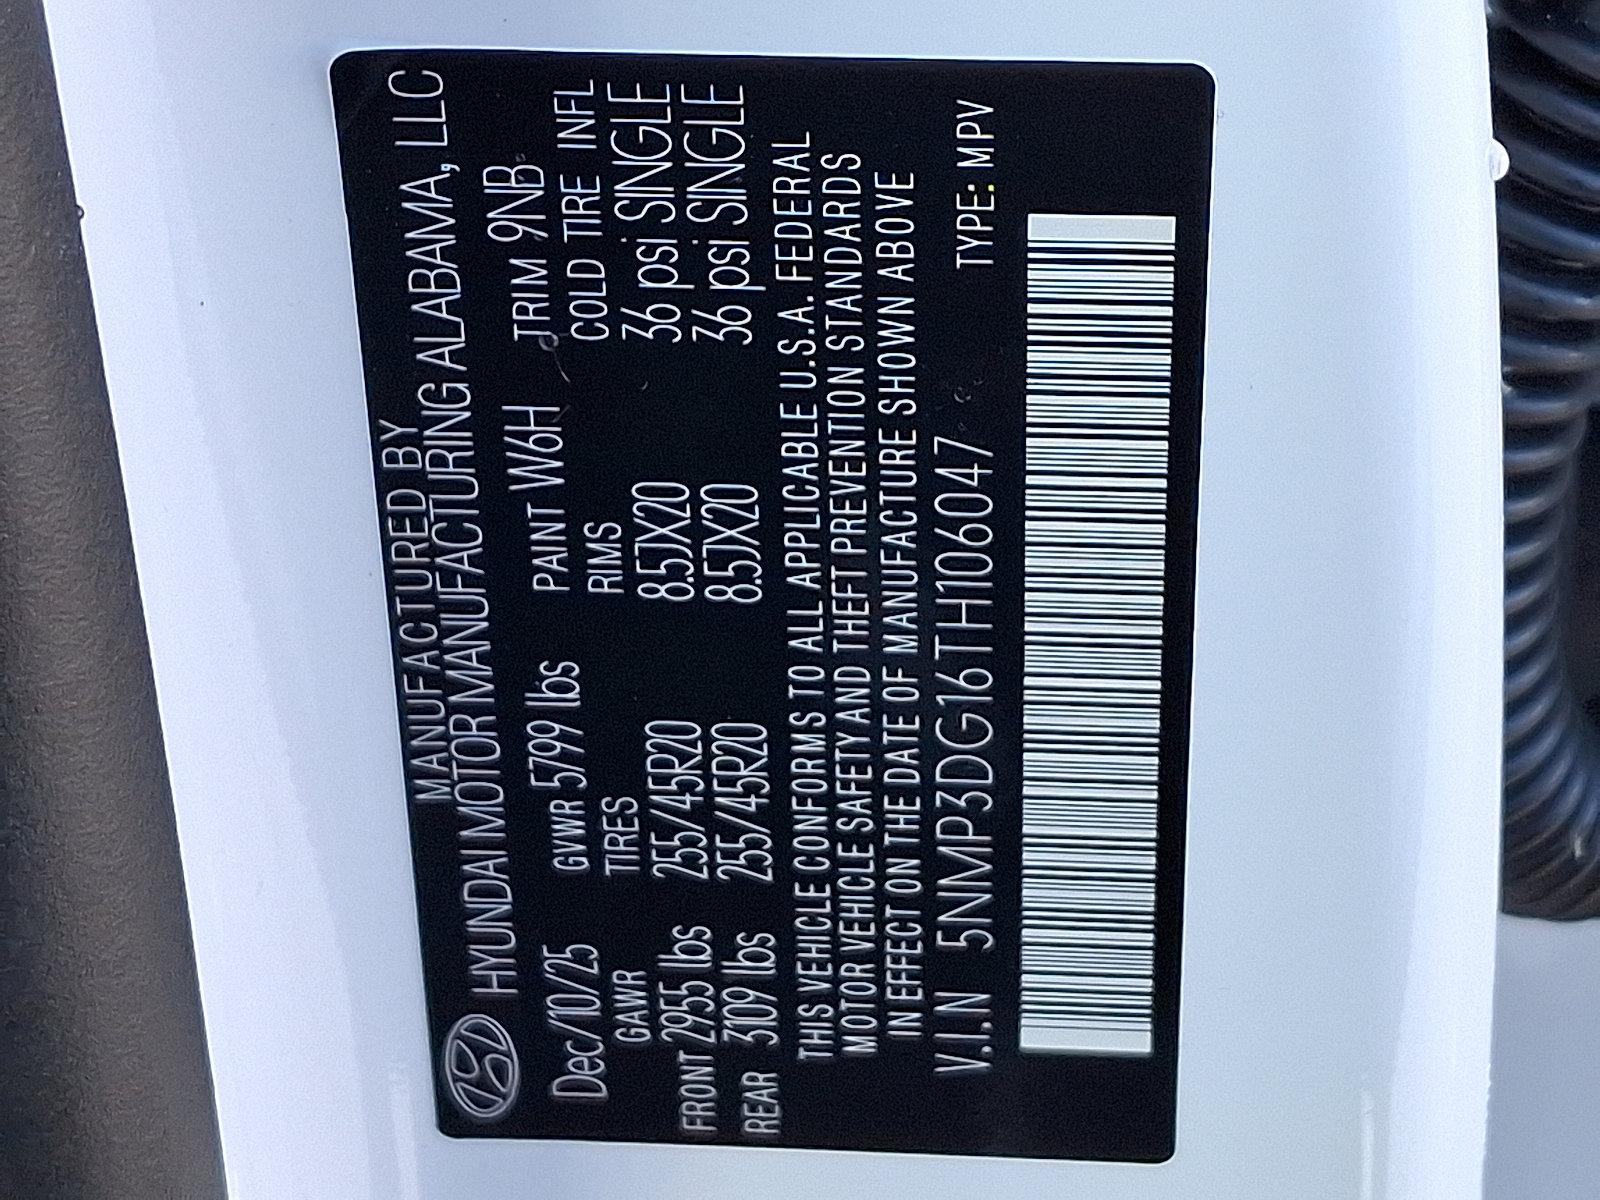 MANUFACTURED BY
HYUNDAI MOTOR MANUFACTURING ALABAMA, LLC
Dec/10/25 GVWR 5799 lbs PAINT W6H TRIM 9NB
GAWR TIRES RIMS COLD TIRE INFL
FRONT 2955 lbs 255/45R20 8.5JX20 36 psi SINGLE
REAR 3109 lbs 255/45R20 8.5JX20 36 psi SINGLE
THIS VEHICLE CONFORMS TO ALL APPLICABLE U.S.A. FEDERAL
MOTOR VEHICLE SAFETY AND THEFT PREVENTION STANDARDS
IN EFFECT ON THE DATE OF MANUFACTURE SHOWN ABOVE
V.I.N 5NMP3DG16TH106047 TYPE: MPV